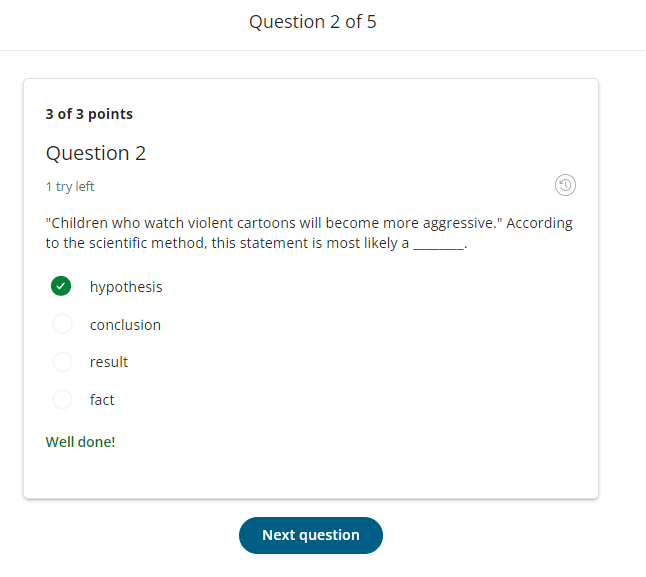 Question 2 of 5
3 of 3 points
Question 2
1 try left
"Children who watch violent cartoons will become more aggressive." According
to the scientific method, this statement is most likely a ________.
hypothesis
conclusion
result
fact
Well done!
Next question